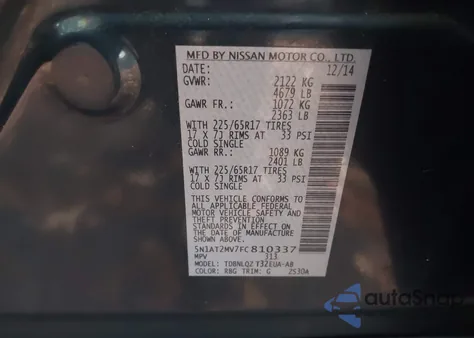 MFD BY NISSAN MOTOR CO., LTD.
DATE: 12/14
GVWR: 2122 KG
4679 LB
GAWR FR.: 1072 KG
2363 LB
WITH 225/65R17 TIRES
17 x 7J RIMS AT 33 PSI
COLD SINGLE
GAWR RR.: 1089 KG
2401 LB
WITH 225/65R17 TIRES
17 X 7J RIMS AT 33 PSI
COLD SINGLE
THIS VEHICLE CONFORMS TO
ALL APPLICABLE FEDERAL
MOTOR VEHICLE SAFETY AND
THEFT PREVENTION
STANDARDS IN EFFECT ON
THE DATE OF MFR SHOWN ABOVE.
5N1AT2MV7FC810337
MPV J13
MODEL: TDBNLQZ T32EUA-AB
COLOR: RBG TRIM: G 2530A
autoSnap